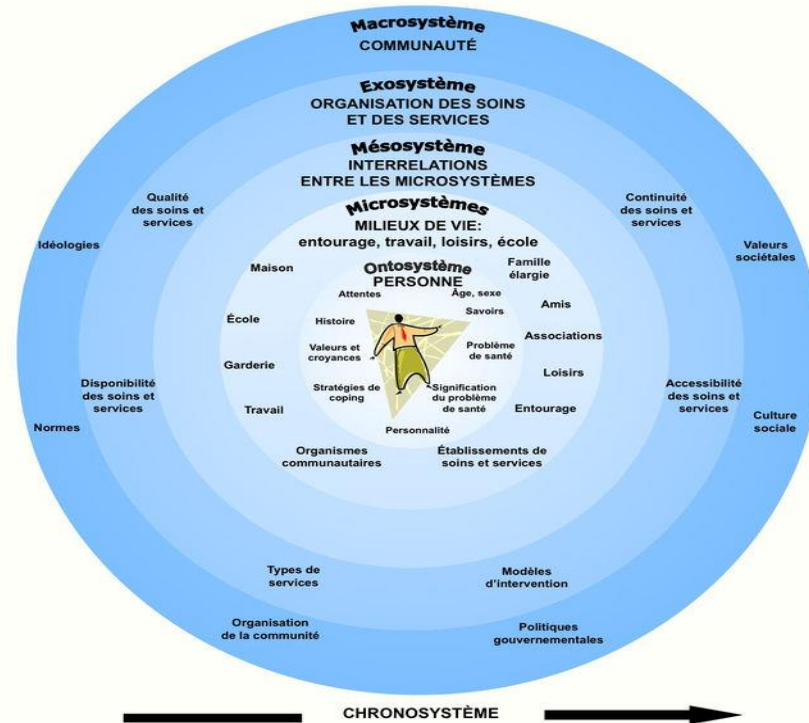 Macrosystème
COMMUNAUTÉ
Exosystème
ORGANISATION DES SOINS
ET DES SERVICES
Mésosystème
INTERRELATIONS
ENTRE LES MICROSYSTÈMES
Qualité
des soins et
services
Continuité
des soins et
services
Idéologies
Valeurs
sociétales
Microsystèmes
MILIEUX DE VIE:
entourage, travail, loisirs, école
Maison
Famille
élargie
Ontosystème
PERSONNE
Attentes
Âge, sexe
Savoirs
Amis
École
Histoire
Associations
Valeurs et
croyances
Problème
de santé
Garderie
Loisirs
Disponibilité
des soins et
services
Stratégies de
coping
Signification
du problème
de santé
Accessibilité
des soins et
services
Travail
Entourage
Normes
Culture
sociale
Personnalité
Organismes
communautaires
Établissements de
soins et services
Types de
services
Modèles
d'intervention
Organisation
de la communité
Politiques
gouvernementales
CHRONOSYSTÈME